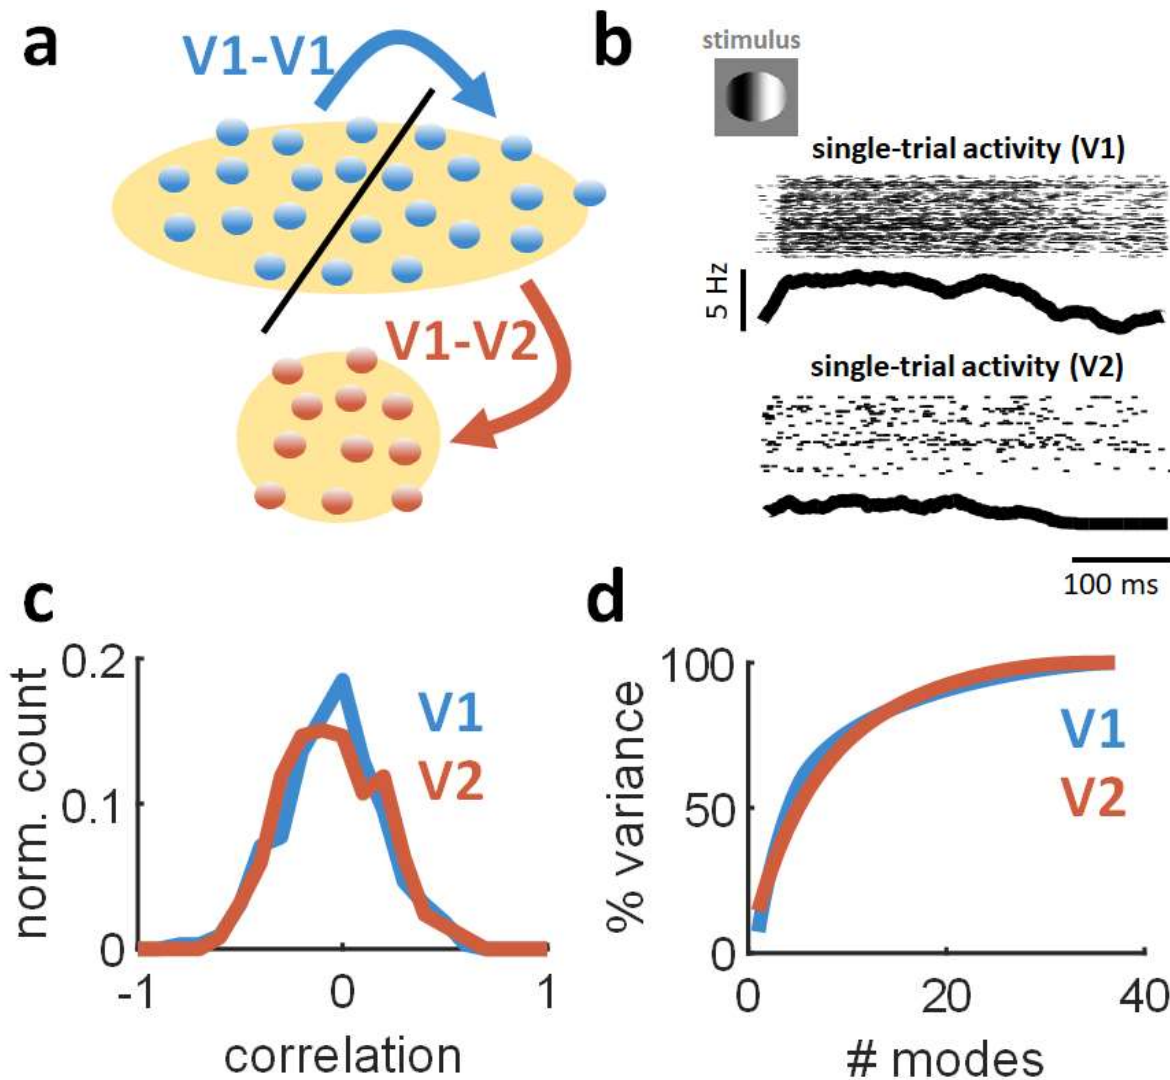 a
V1-V1
V1-V2
b
stimulus
single-trial activity (V1)
5 Hz
single-trial activity (V2)
100 ms
c
norm. count
0.2
0.1
0
V1
V2
-1 0 1
correlation
d
% variance
100
50
0
V1
V2
0 20 40
# modes